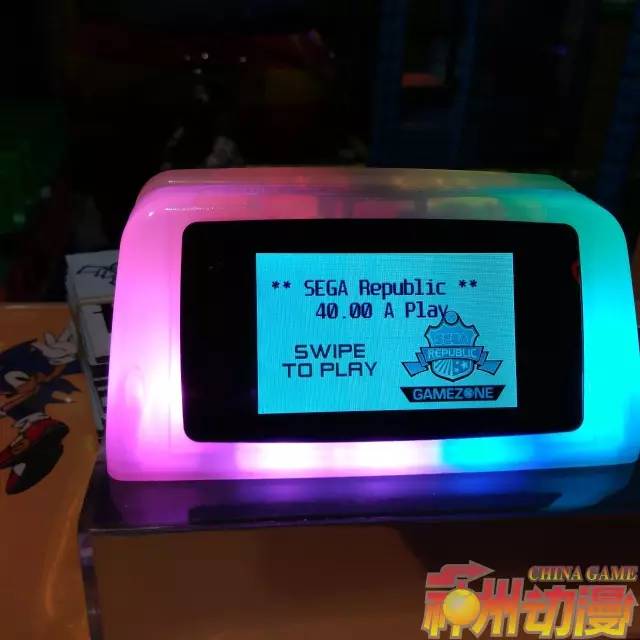 ** SEGA Republic **
40.00 A Play
SWIPE
TO PLAY
SEGA
REPUBLIC
GAMEZONE
CHINA GAME
神州动漫